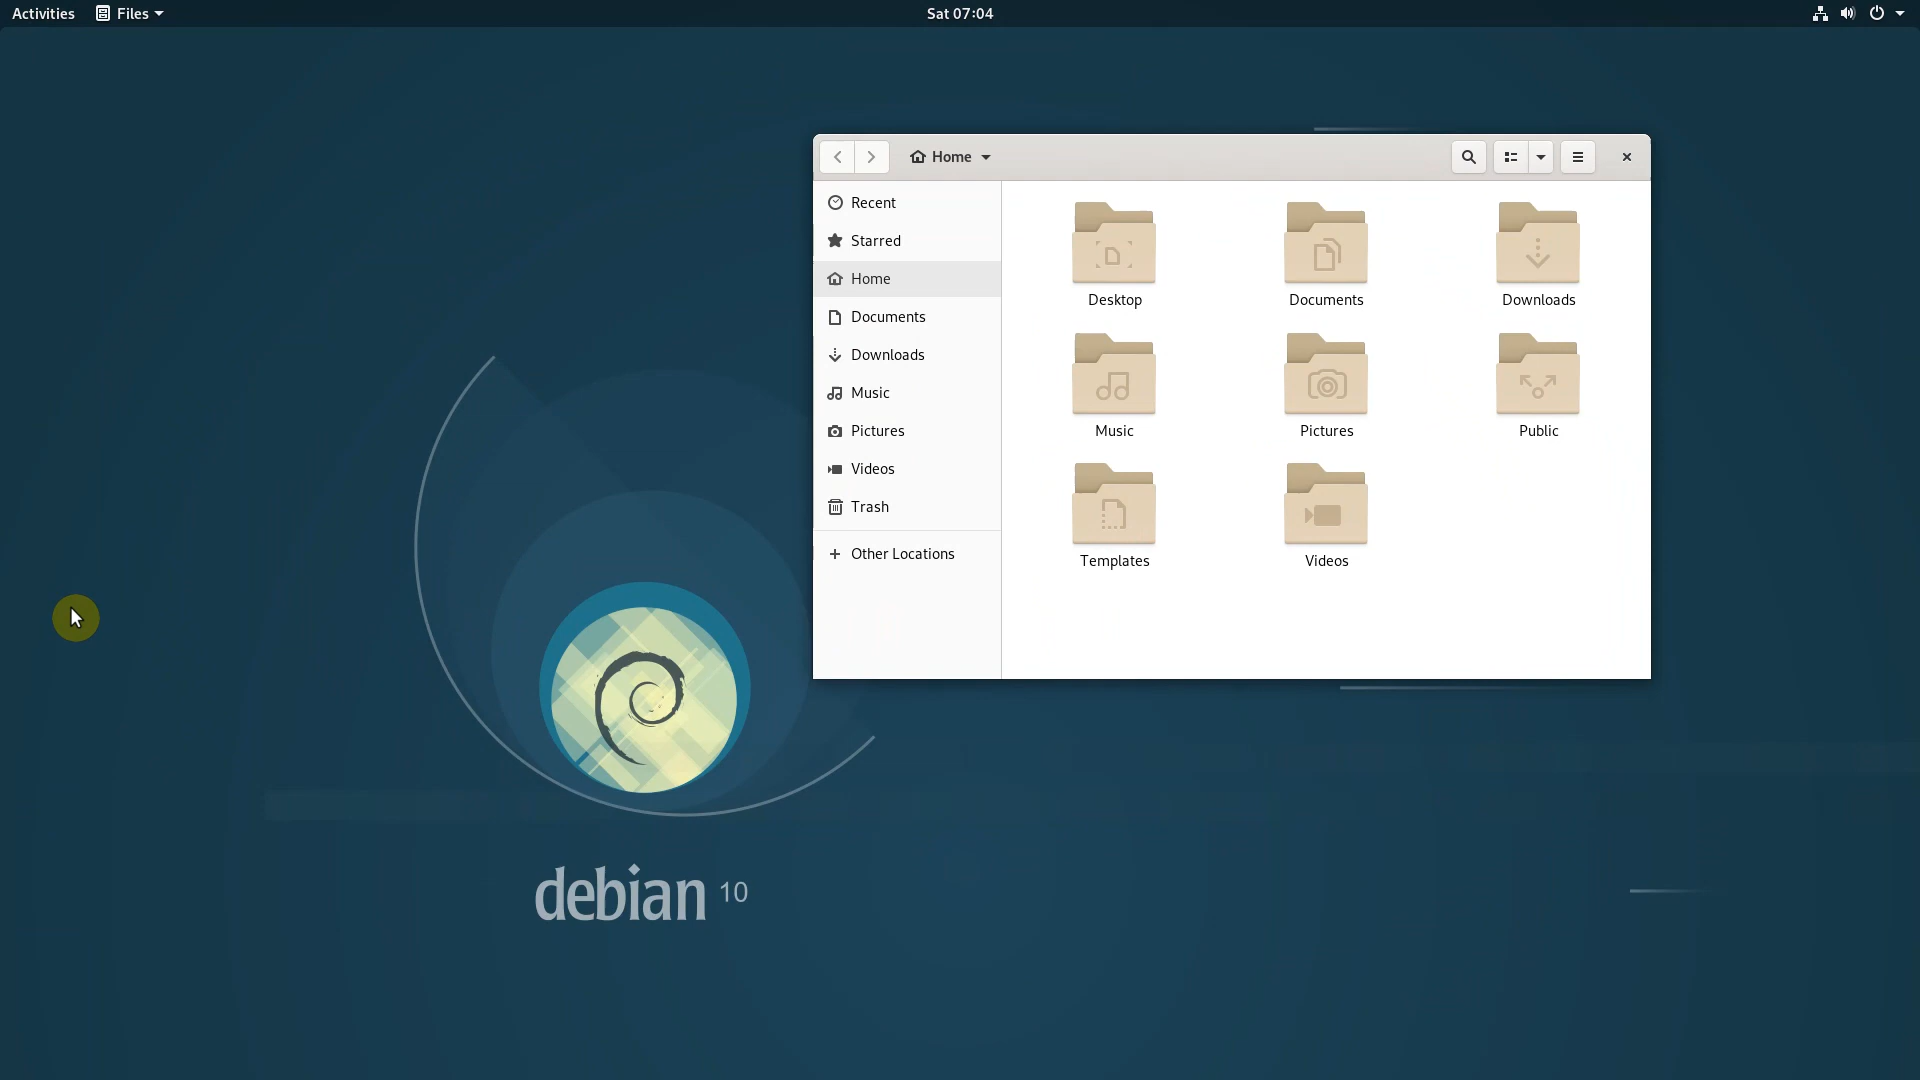 Activities
Files
Sat 07:04
Home
Recent
Starred
Home
Documents
Downloads
Music
Pictures
Videos
Trash
Other Locations
Desktop
Documents
Downloads
Music
Pictures
Public
Templates
Videos
debian 10